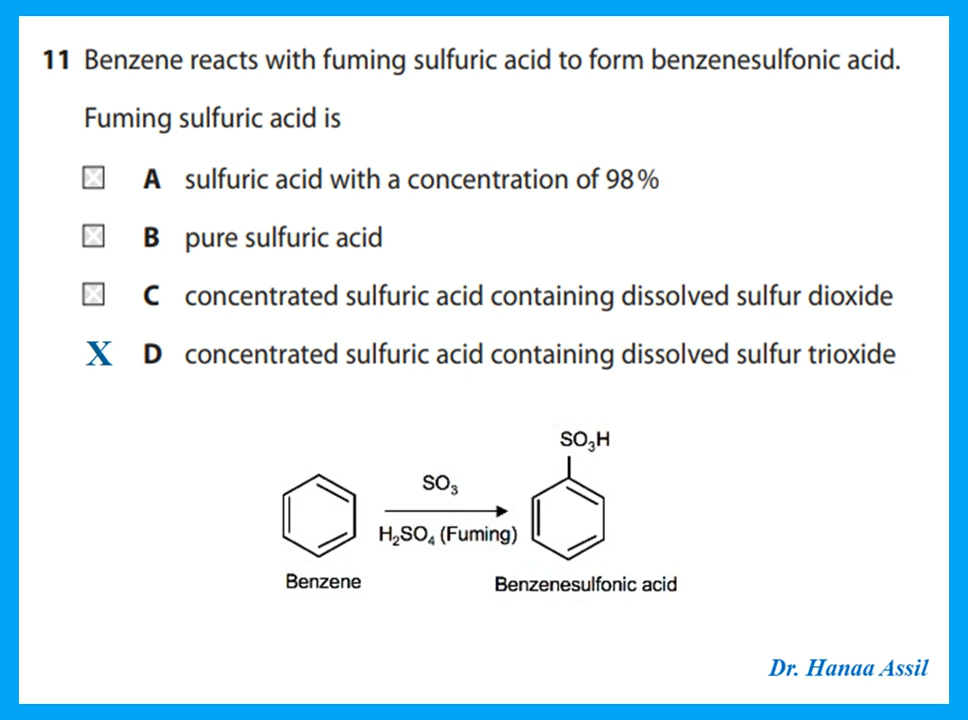 11 Benzene reacts with fuming sulfuric acid to form benzenesulfonic acid.
Fuming sulfuric acid is
A sulfuric acid with a concentration of 98%
B pure sulfuric acid
C concentrated sulfuric acid containing dissolved sulfur dioxide
X D concentrated sulfuric acid containing dissolved sulfur trioxide
SO₃H
SO₃
H₂SO₄ (Fuming)
Benzene
Benzenesulfonic acid
Dr. Hanaa Assil